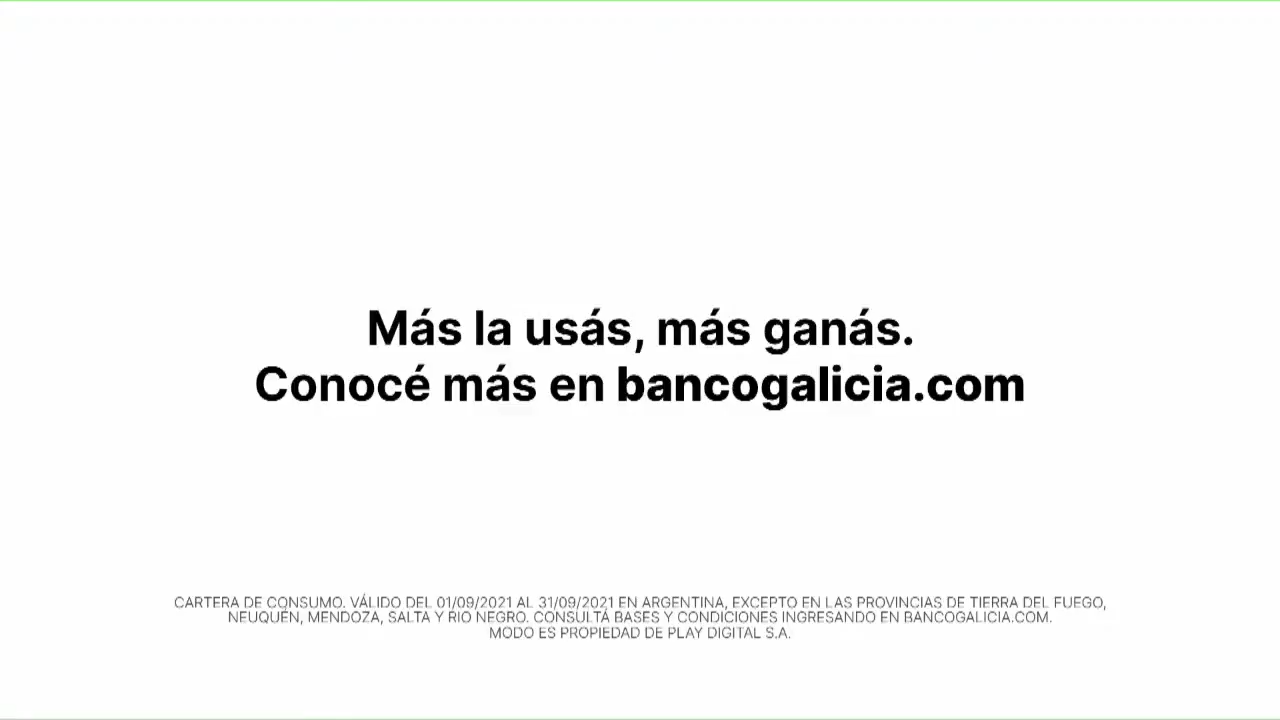 Más la usás, más ganás.
Conocé más en bancogalicia.com
CARTERA DE CONSUMO. VÁLIDO DEL 01/09/2021 AL 31/09/2021 EN ARGENTINA, EXCEPTO EN LAS PROVINCIAS DE TIERRA DEL FUEGO,
NEUQUÉN, MENDOZA, SALTA Y RIO NEGRO. CONSULTÁ BASES Y CONDICIONES INGRESANDO EN BANCOGALICIA.COM.
MODO ES PROPIEDAD DE PLAY DIGITAL S.A.